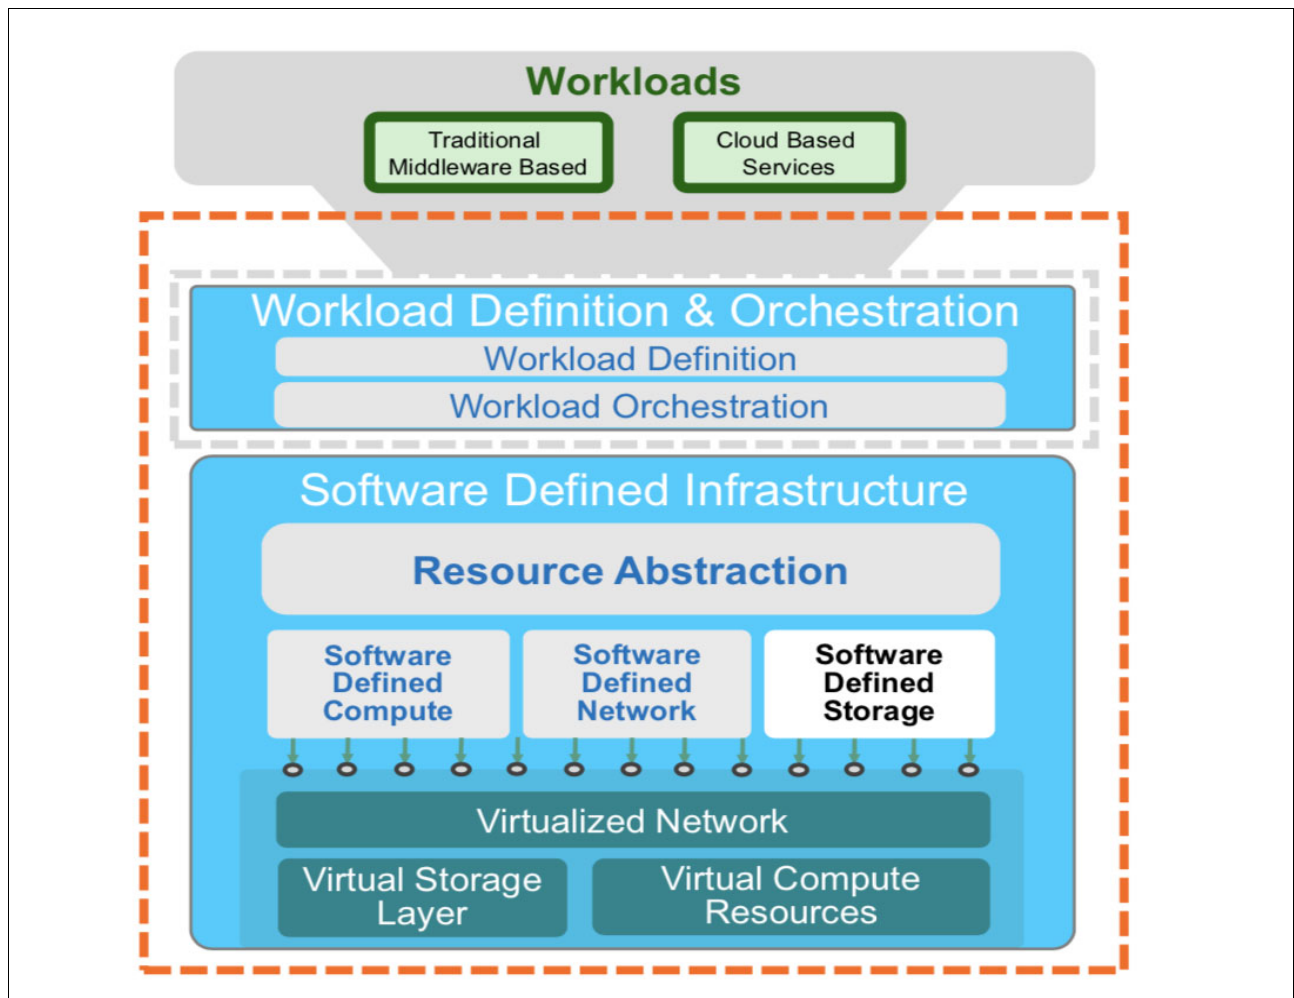 Workloads
Traditional
Middleware Based
Cloud Based
Services
Workload Definition & Orchestration
Workload Definition
Workload Orchestration
Software Defined Infrastructure
Resource Abstraction
Software
Defined
Compute
Software
Defined
Network
Software
Defined
Storage
Virtualized Network
Virtual Storage
Layer
Virtual Compute
Resources